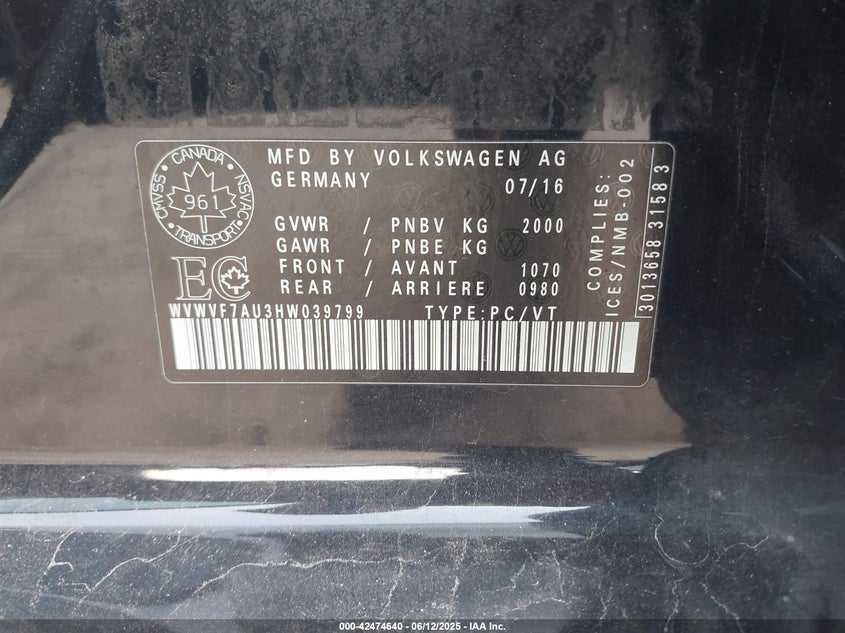 CANADA
CMVSS
NSVAC
961
TRANSPORT
EC
MFD BY VOLKSWAGEN AG
GERMANY 07/16
GVWR / PNBV KG 2000
GAWR / PNBE KG
FRONT / AVANT 1070
REAR / ARRIERE 0980
WVWVF7AU3HW039799 TYPE:PC/VT
COMPLIES:
ICES/NMB-002
3013658 31583
000-42474640 - 06/12/2025 - IAA Inc.